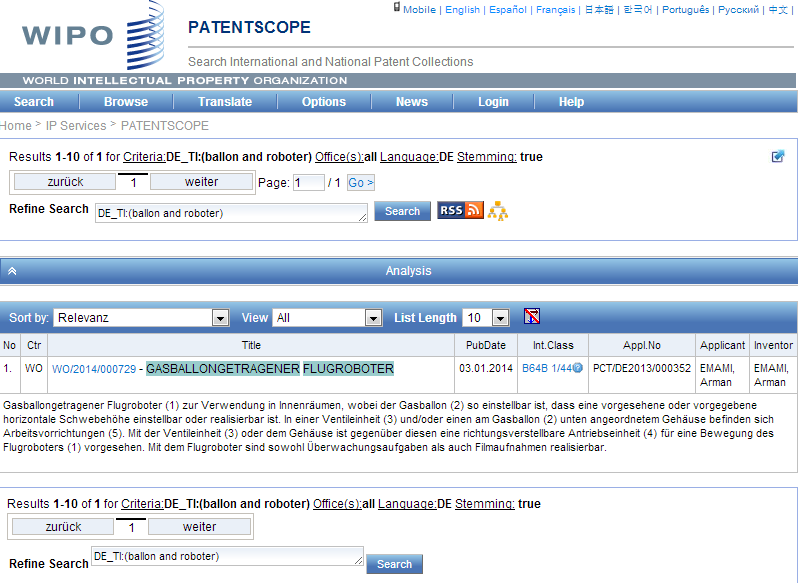 Mobile | English | Español | Français | 日本語 | 한국어 | Português | Русский | 中文 |
WIPO
PATENTSCOPE
Search International and National Patent Collections
WORLD INTELLECTUAL PROPERTY ORGANIZATION
Search Browse Translate Options News Login Help
Home > IP Services > PATENTSCOPE
Results 1-10 of 1 for Criteria:DE_TI:(ballon and roboter) Office(s):all Language:DE Stemming: true
zurück 1 weiter Page: 1 / 1 Go >
Refine Search DE_TI:(ballon and roboter) Search RSS
Analysis
Sort by: Relevanz View All List Length 10
No Ctr Title PubDate Int.Class Appl.No Applicant Inventor
1. WO WO/2014/000729 - GASBALLONGETRAGENER FLUGROBOTER 03.01.2014 B64B 1/44 PCT/DE2013/000352 EMAMI, EMAMI,
Arman Arman
Gasballongetragener Flugroboter (1) zur Verwendung in Innenräumen, wobei der Gasballon (2) so einstellbar ist, dass eine vorgesehene oder vorgegebene
horizontale Schwebehöhe einstellbar oder realisierbar ist. In einer Ventileinheit (3) und/oder einen am Gasballon (2) unten angeordnetem Gehäuse befinden sich
Arbeitsvorrichtungen (5). Mit der Ventileinheit (3) oder dem Gehäuse ist gegenüber diesen eine richtungsverstellbare Antriebseinheit (4) für eine Bewegung des
Flugroboters (1) vorgesehen. Mit dem Flugroboter sind sowohl Überwachungsaufgaben als auch Filmaufnahmen realisierbar.
Results 1-10 of 1 for Criteria:DE_TI:(ballon and roboter) Office(s):all Language:DE Stemming: true
zurück 1 weiter
Refine Search DE_TI:(ballon and roboter) Search